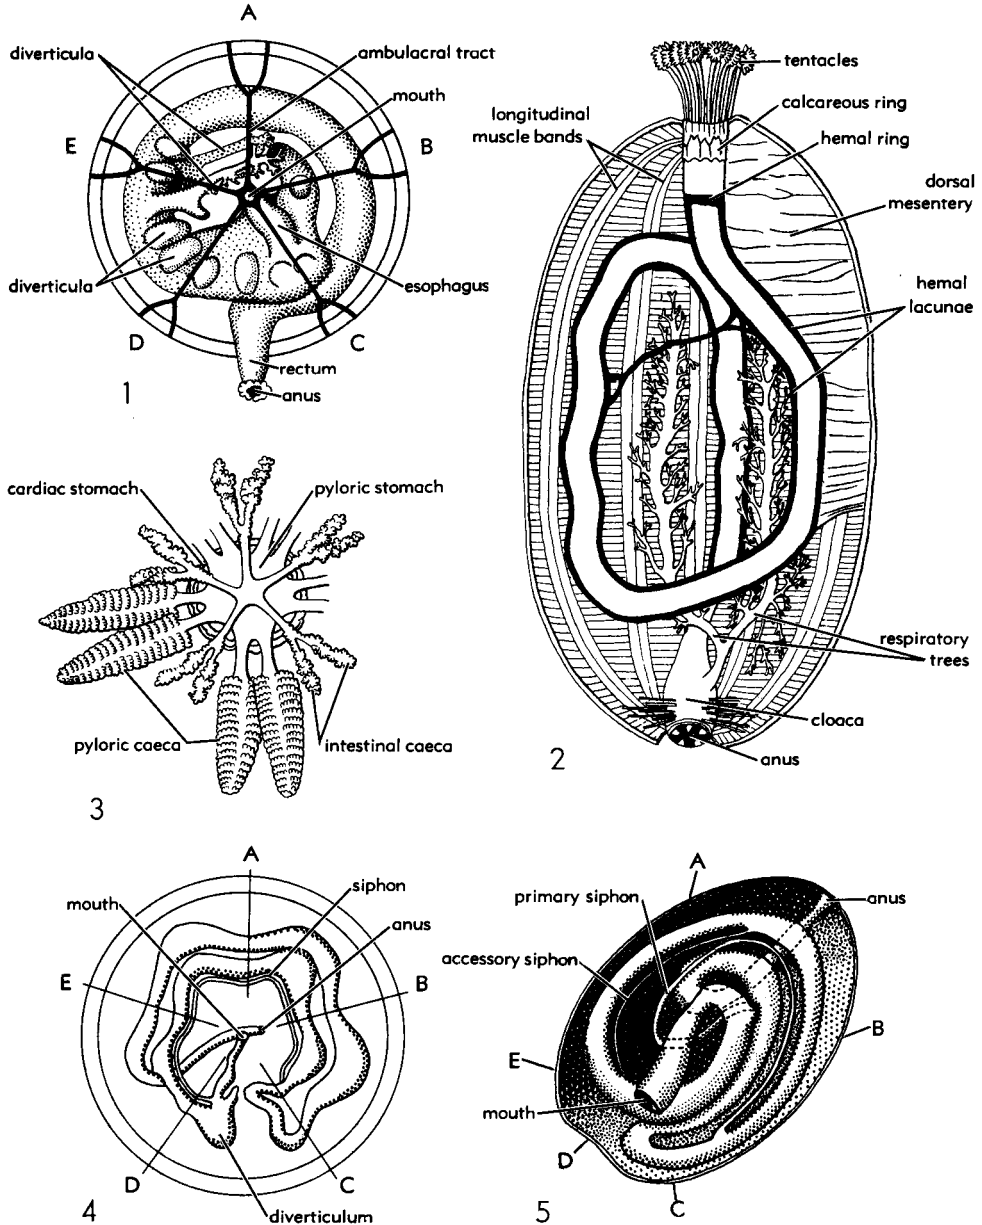 A
diverticula
ambulacral tract
mouth
E
B
diverticula
esophagus
D
C
rectum
anus
1
tentacles
longitudinal
muscle bands
calcareous ring
hemal ring
dorsal
mesentery
hemal
lacunae
respiratory
trees
cloaca
anus
2
cardiac stomach
pyloric stomach
pyloric caeca
intestinal caeca
3
A
siphon
mouth
anus
E
B
D
C
diverticulum
4
A
primary siphon
anus
accessory siphon
B
E
mouth
D
C
5